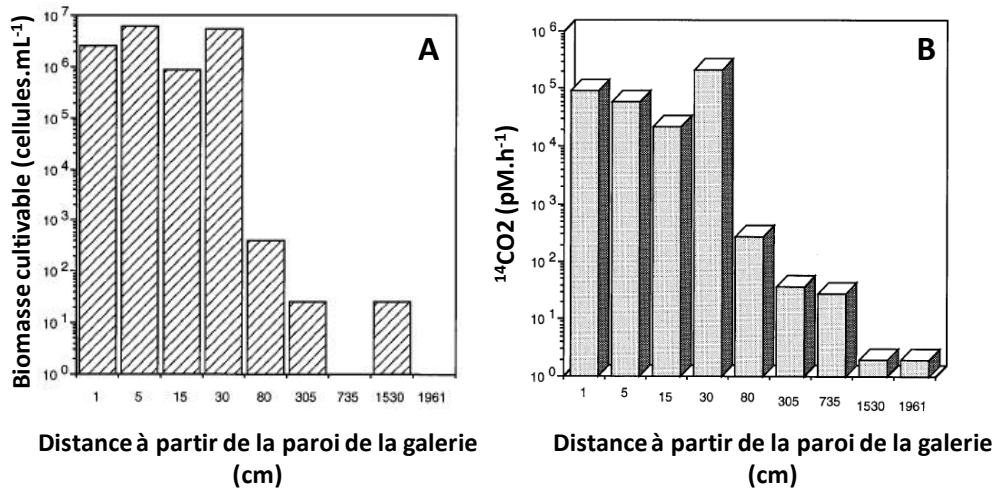 A
Biomasse cultivable (cellules.mL-1)
10^7
10^6
10^5
10^4
10^3
10^2
10^1
10^0
1 5 15 30 80 305 735 1530 1961
Distance à partir de la paroi de la galerie
(cm)
B
14CO2 (pM.h-1)
10^6
10^5
10^4
10^3
10^2
10^1
10^0
1 5 15 30 80 305 735 1530 1961
Distance à partir de la paroi de la galerie
(cm)